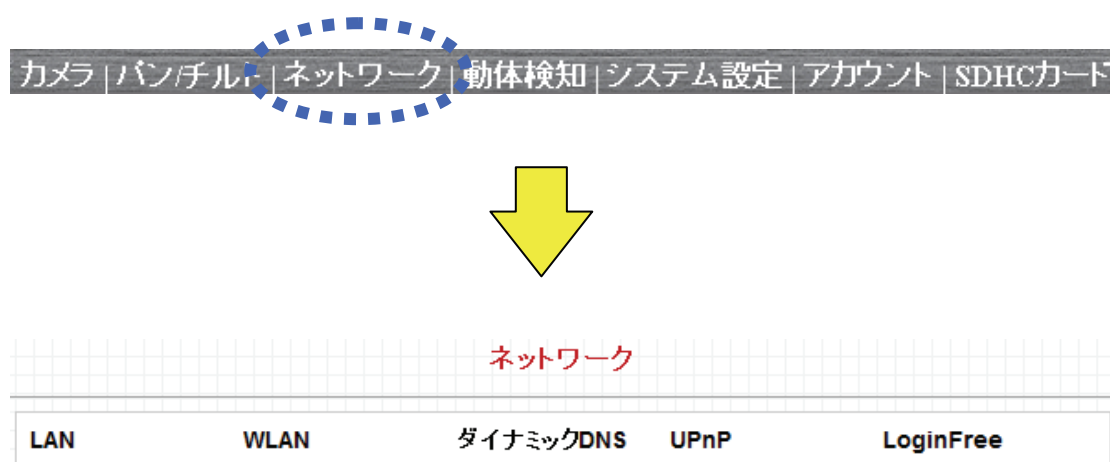 カメラ | パン/チルト | ネットワーク | 動体検知 | システム設定 | アカウント | SDHCカード
ネットワーク
LAN WLAN ダイナミックDNS UPnP LoginFree